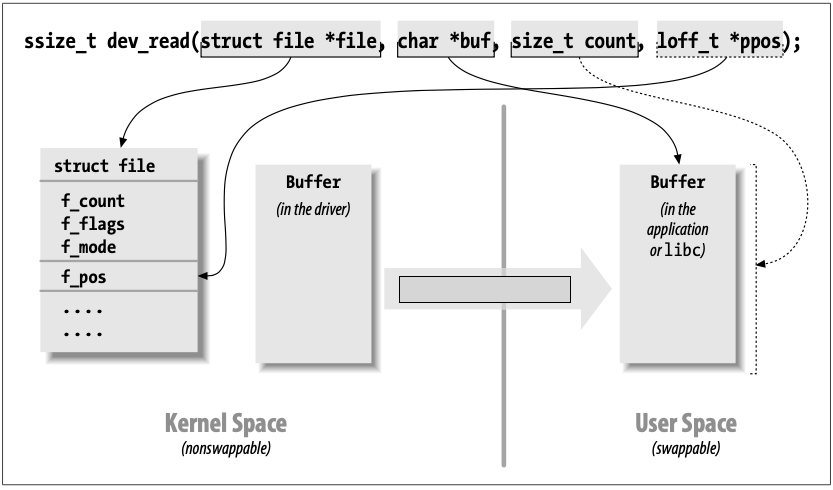 ssize_t dev_read(struct file *file, char *buf, size_t count, loff_t *ppos);
struct file
f_count
f_flags
f_mode
f_pos
....
....
Buffer
(in the driver)
Buffer
(in the
application
or libc)
Kernel Space
(nonswappable)
User Space
(swappable)